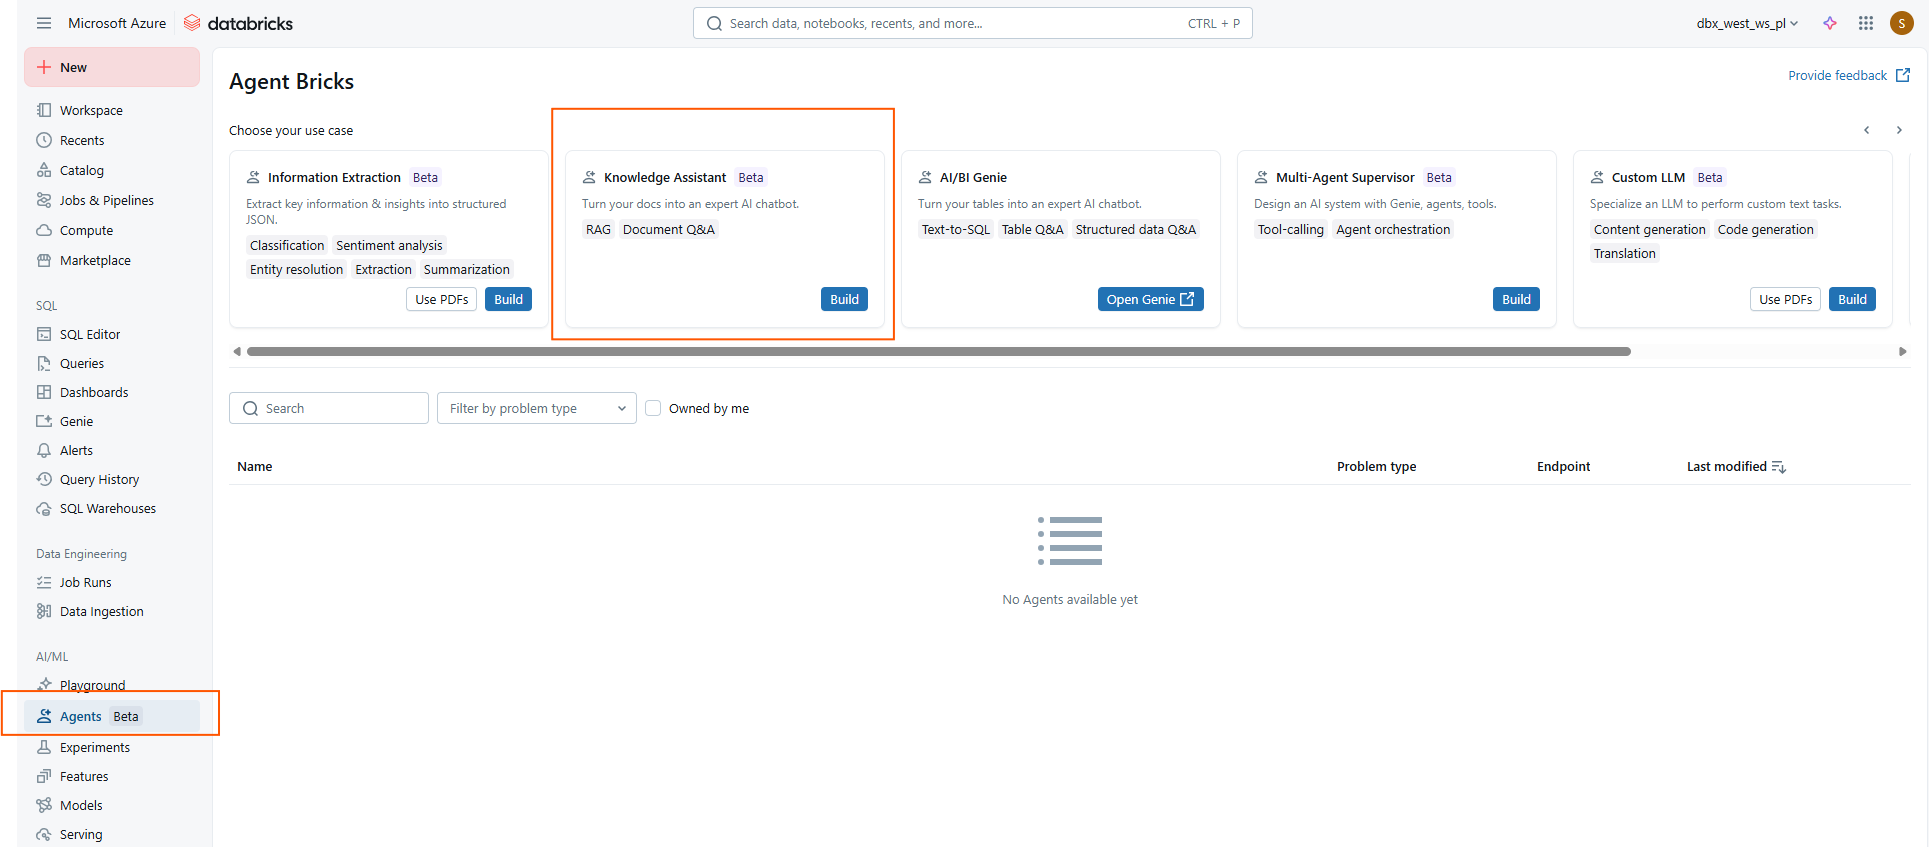 Microsoft Azure databricks
Search data, notebooks, recents, and more... CTRL + P
dbx_west_ws_pl
S
New
Workspace
Recents
Catalog
Jobs & Pipelines
Compute
Marketplace
SQL
SQL Editor
Queries
Dashboards
Genie
Alerts
Query History
SQL Warehouses
Data Engineering
Job Runs
Data Ingestion
AI/ML
Playground
Agents Beta
Experiments
Features
Models
Serving
Agent Bricks
Provide feedback
Choose your use case
Information Extraction Beta
Extract key information & insights into structured
JSON.
Classification Sentiment analysis
Entity resolution Extraction Summarization
Use PDFs Build
Knowledge Assistant Beta
Turn your docs into an expert AI chatbot.
RAG Document Q&A
Build
AI/BI Genie
Turn your tables into an expert AI chatbot.
Text-to-SQL Table Q&A Structured data Q&A
Open Genie
Multi-Agent Supervisor Beta
Design an AI system with Genie, agents, tools.
Tool-calling Agent orchestration
Build
Custom LLM Beta
Specialize an LLM to perform custom text tasks.
Content generation Code generation
Translation
Use PDFs Build
Search
Filter by problem type
Owned by me
Name Problem type Endpoint Last modified
No Agents available yet